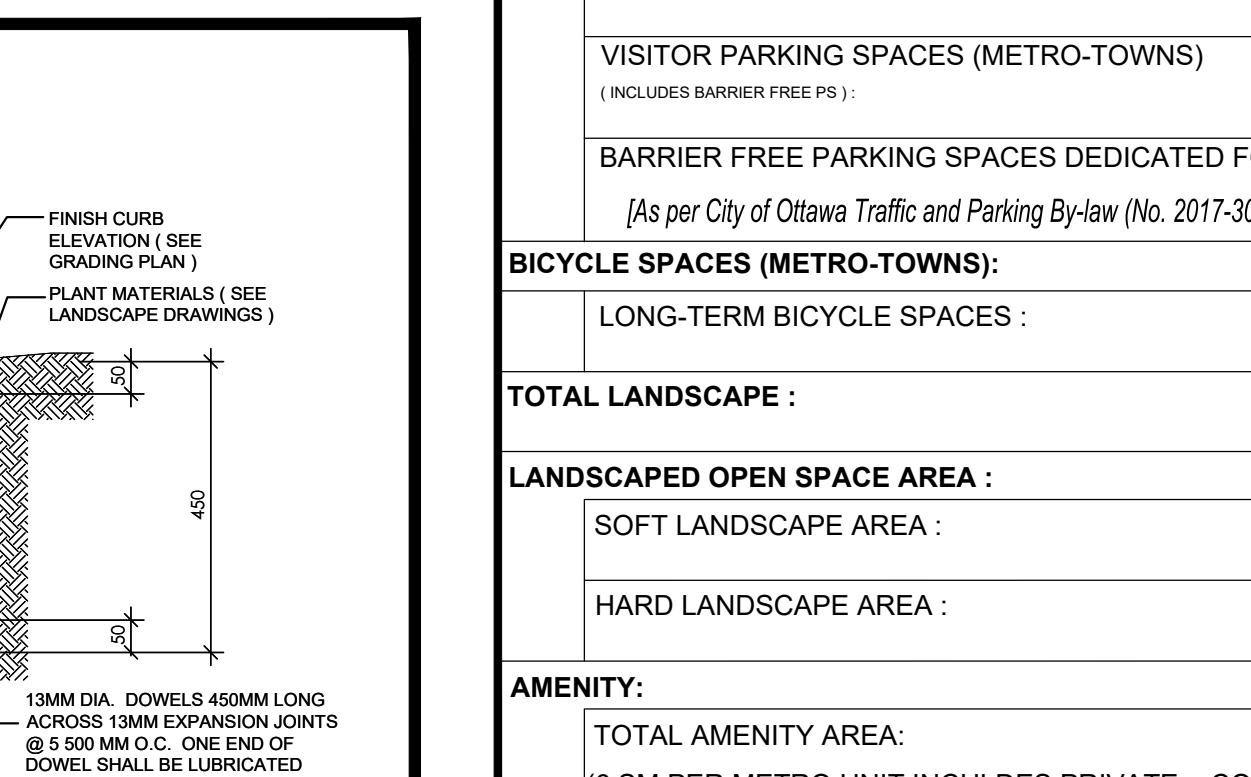 FINISH CURB
ELEVATION ( SEE
GRADING PLAN )
PLANT MATERIALS ( SEE
LANDSCAPE DRAWINGS )
50
450
50
13MM DIA. DOWELS 450MM LONG
ACROSS 13MM EXPANSION JOINTS
@ 5 500 MM O.C. ONE END OF
DOWEL SHALL BE LUBRICATED
VISITOR PARKING SPACES (METRO-TOWNS)
( INCLUDES BARRIER FREE PS ) :
BARRIER FREE PARKING SPACES DEDICATED
[As per City of Ottawa Traffic and Parking By-law (No. 2017-30
BICYCLE SPACES (METRO-TOWNS):
LONG-TERM BICYCLE SPACES :
TOTAL LANDSCAPE :
LANDSCAPED OPEN SPACE AREA :
SOFT LANDSCAPE AREA :
HARD LANDSCAPE AREA :
AMENITY:
TOTAL AMENITY AREA: